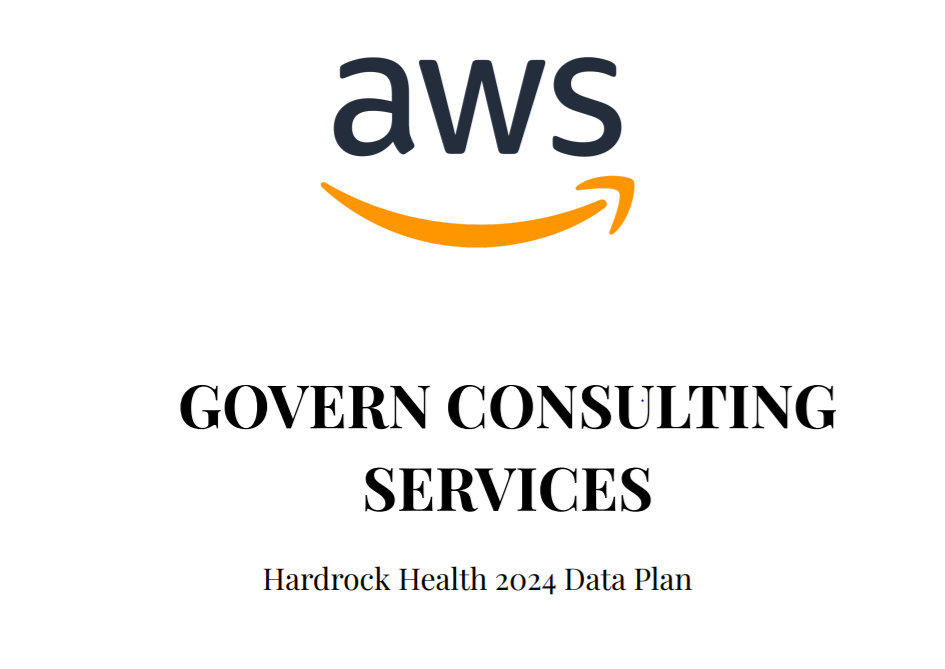 aws
GOVERN CONSULTING
SERVICES
Hardrock Health 2024 Data Plan